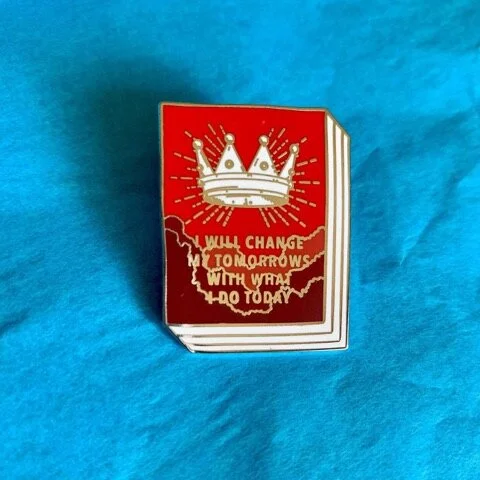 I WILL CHANGE
MY TOMORROWS
WITH WHAT
I DO TODAY